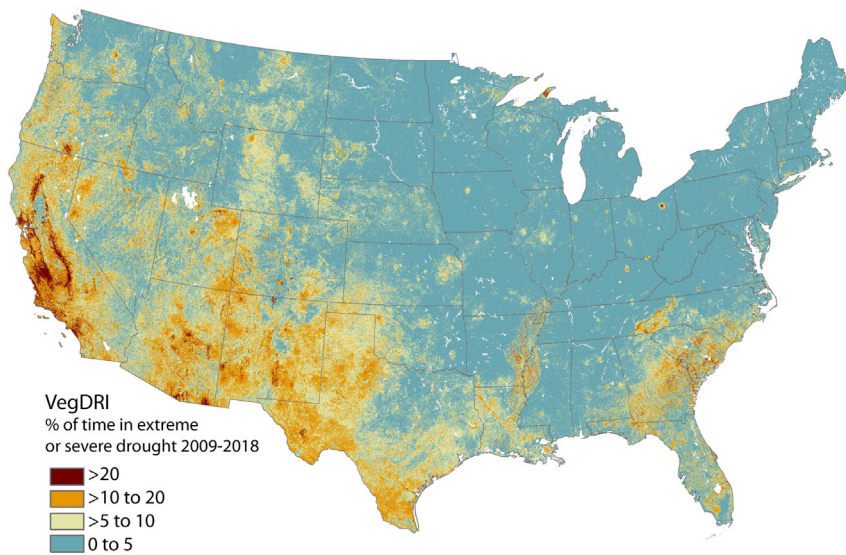 VegDRI
% of time in extreme
or severe drought 2009-2018
>20
>10 to 20
>5 to 10
0 to 5